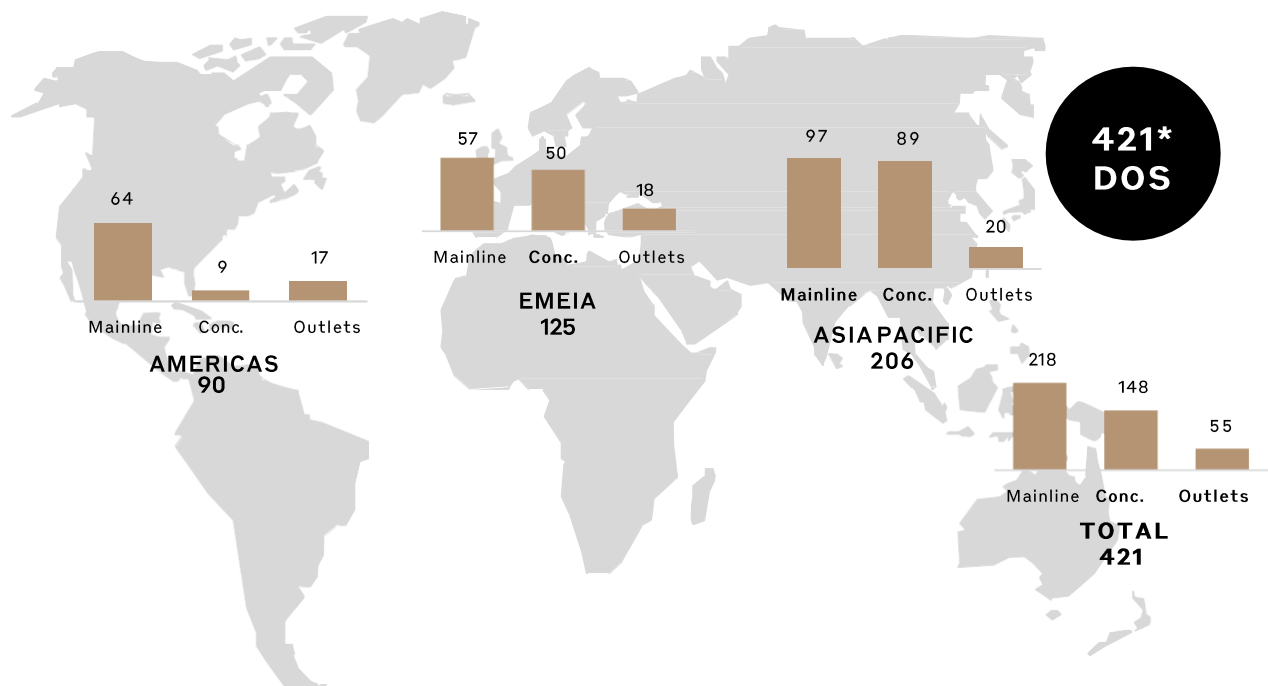 421*
DOS
64
9
17
Mainline
Conc.
Outlets
AMERICAS
90
57
50
18
Mainline
Conc.
Outlets
EMEIA
125
97
89
20
Mainline
Conc.
Outlets
ASIA PACIFIC
206
218
148
55
Mainline
Conc.
Outlets
TOTAL
421